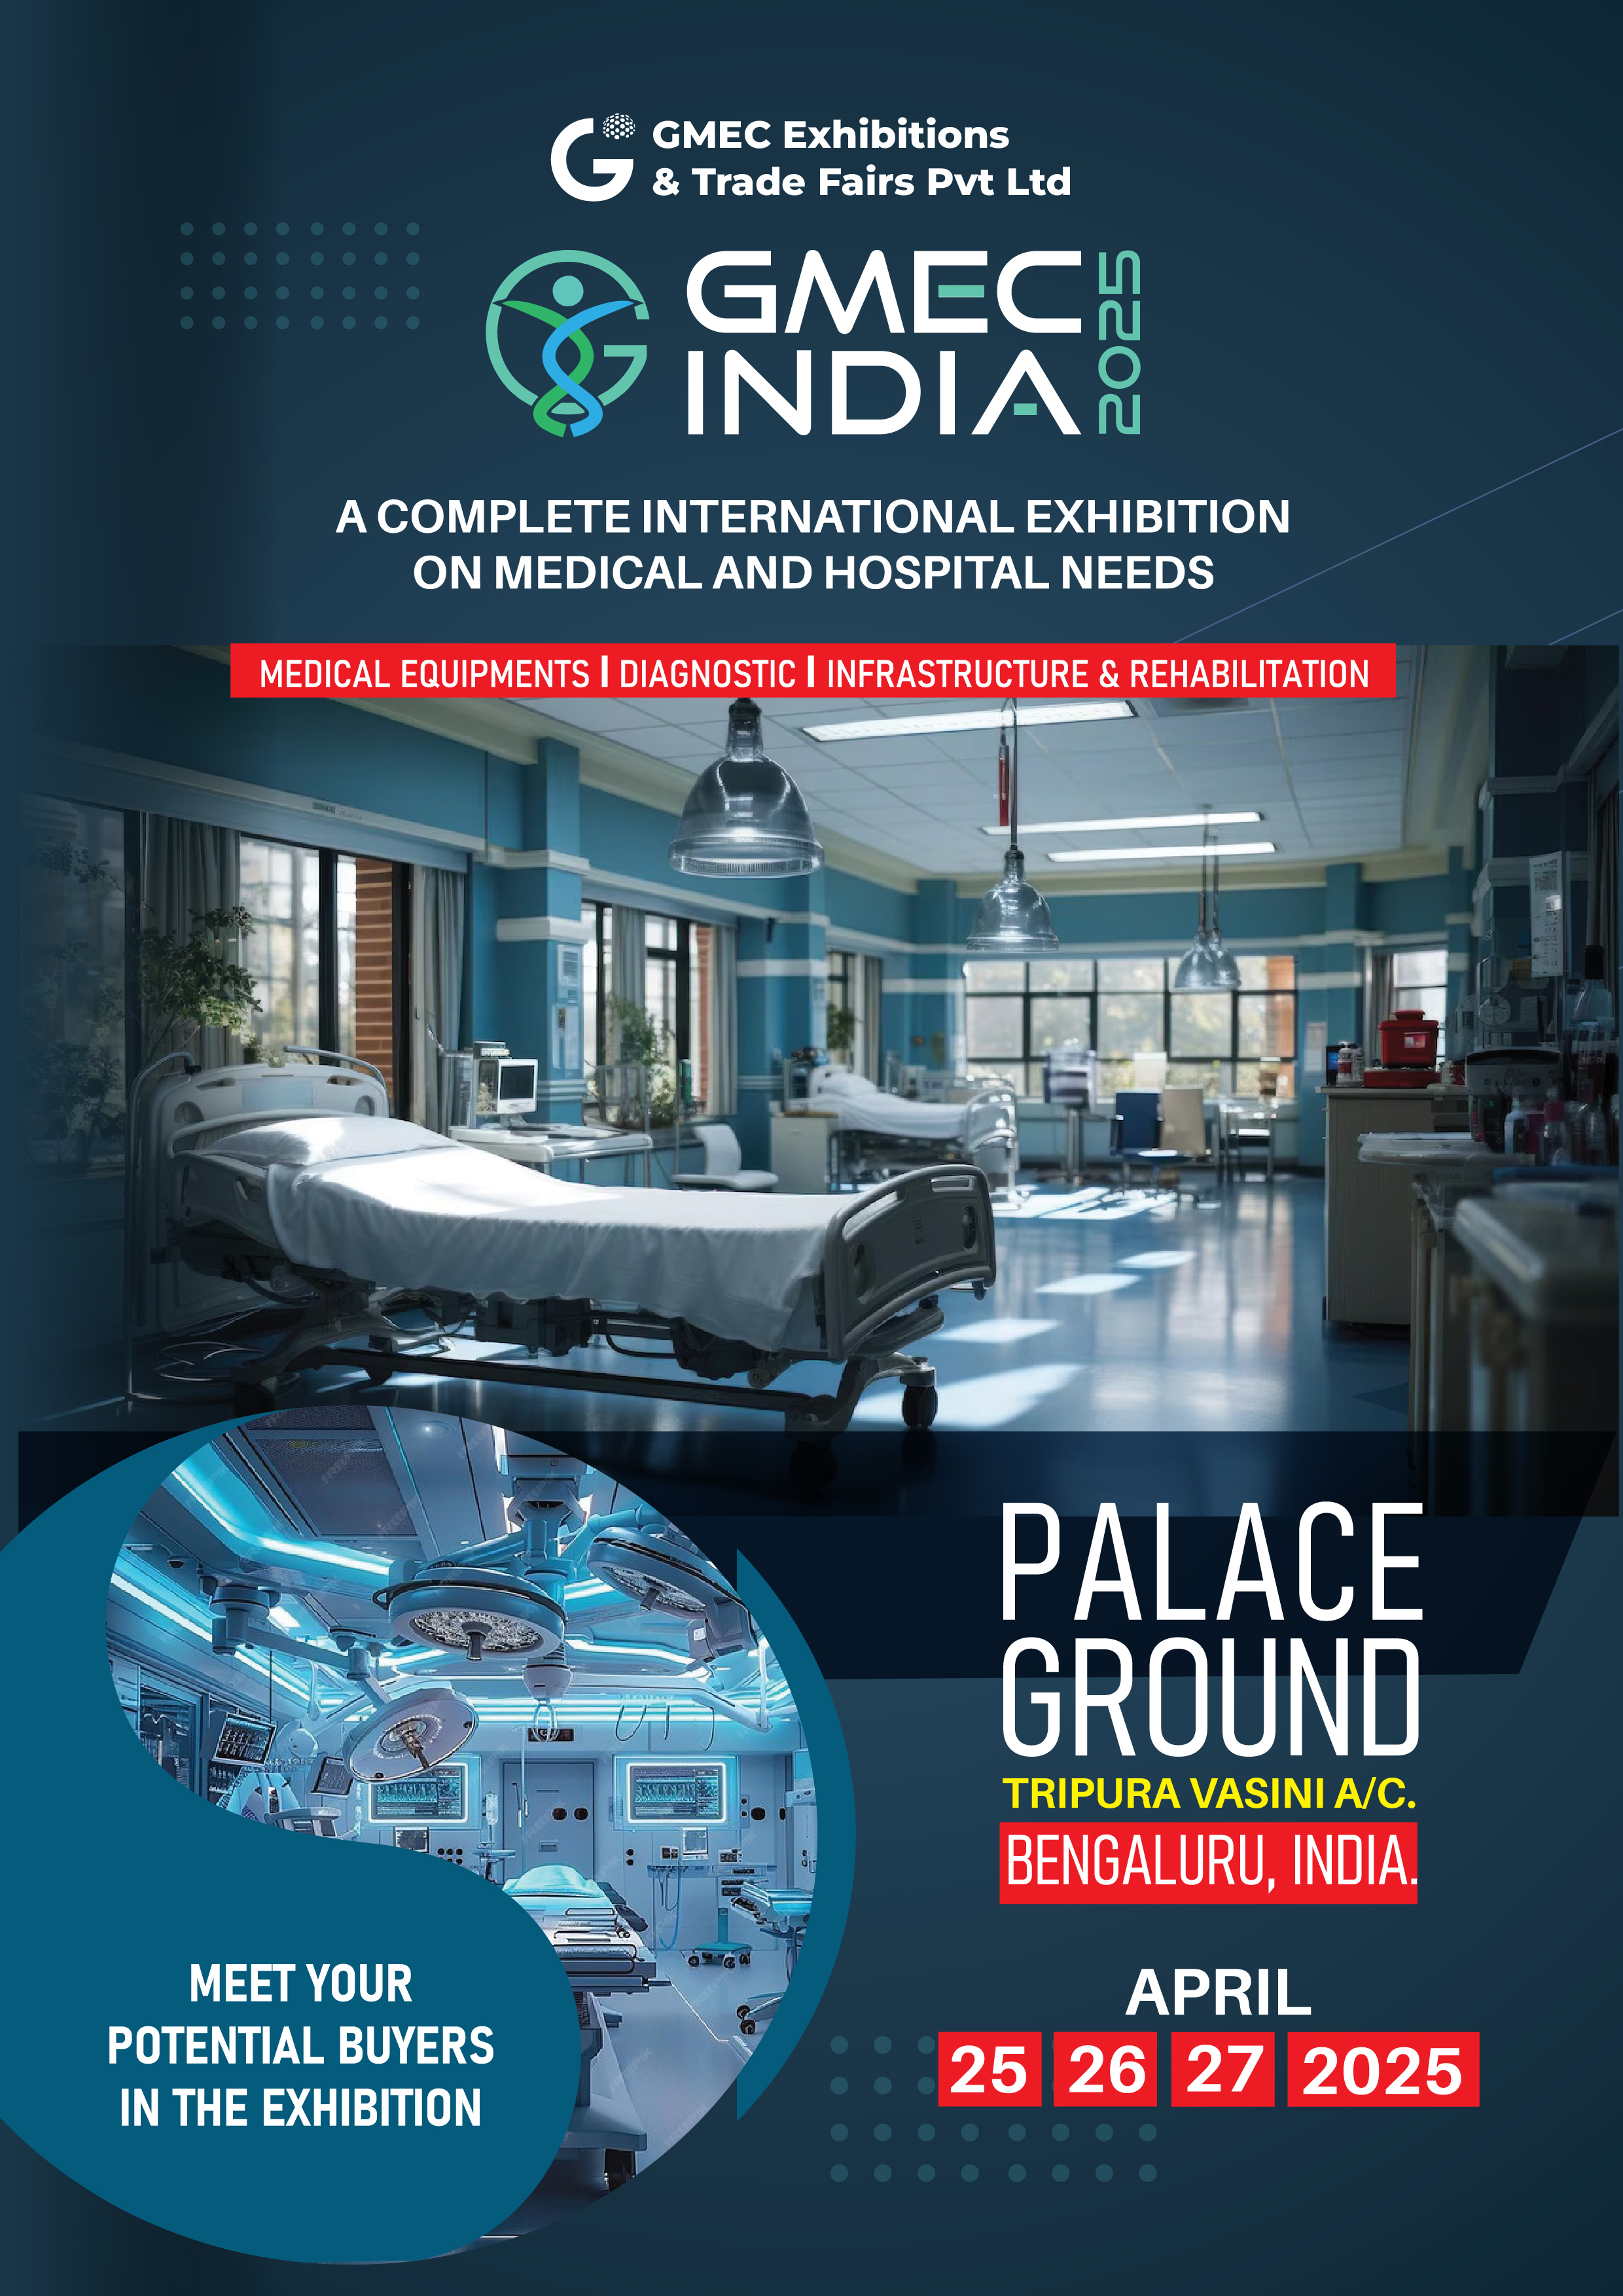 GMEC Exhibitions
& Trade Fairs Pvt Ltd
GMEC
INDIA
2025
A COMPLETE INTERNATIONAL EXHIBITION
ON MEDICAL AND HOSPITAL NEEDS
MEDICAL EQUIPMENTS | DIAGNOSTIC | INFRASTRUCTURE & REHABILITATION
PALACE
GROUND
TRIPURA VASINI A/C.
BENGALURU, INDIA.
MEET YOUR
POTENTIAL BUYERS
IN THE EXHIBITION
APRIL
25 26 27 2025